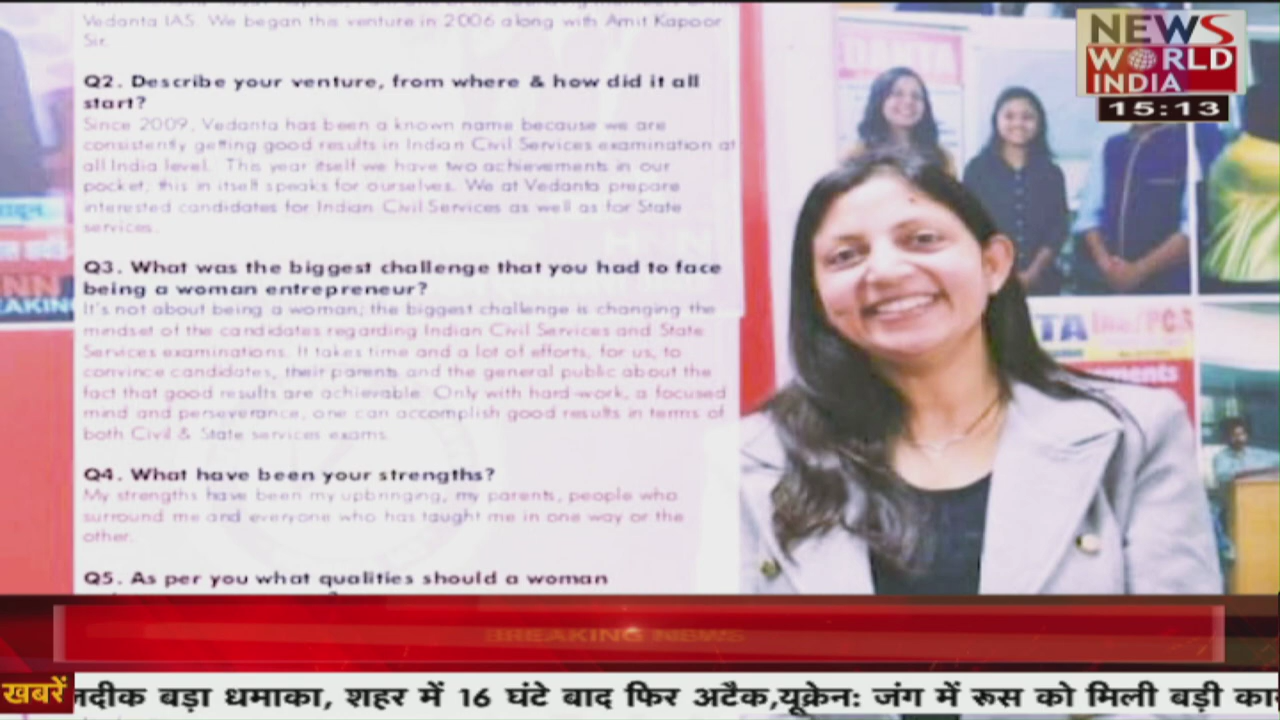 Vedanta IAS. We began this venture in 2006 along with Amit Kapoor
Sir.
Q2. Describe your venture, from where & how did it all
start?
Since 2009, Vedanta has been a known name because we are
consistently getting good results in Indian Civil Services examination at
all India level. This year itself we have two achievements in our
pocket; this in itself speaks for ourselves. We at Vedanta prepare
interested candidates for Indian Civil Services as well as for State
services.
Q3. What was the biggest challenge that you had to face
being a woman entrepreneur?
It's not about being a woman; the biggest challenge is changing the
mindset of the candidates regarding Indian Civil Services and State
Services examinations. It takes time and a lot of efforts, for us, to
convince candidates, their parents and the general public about the
fact that good results are achievable. Only with hard-work, a focused
mind and perseverance, one can accomplish good results in terms of
both Civil & State services exams.
Q4. What have been your strengths?
My strengths have been my upbringing, my parents, people who
surround me and everyone who has taught me in one way or the
other.
Q5. As per you what qualities should a woman
NEWS
WORLD
INDIA
15:13
HNN
BREAKING NEWS
खबरें
बड़ा धमाका, शहर में 16 घंटे बाद फिर अटैक,यूक्रेन: जंग में रूस को मिली बड़ी